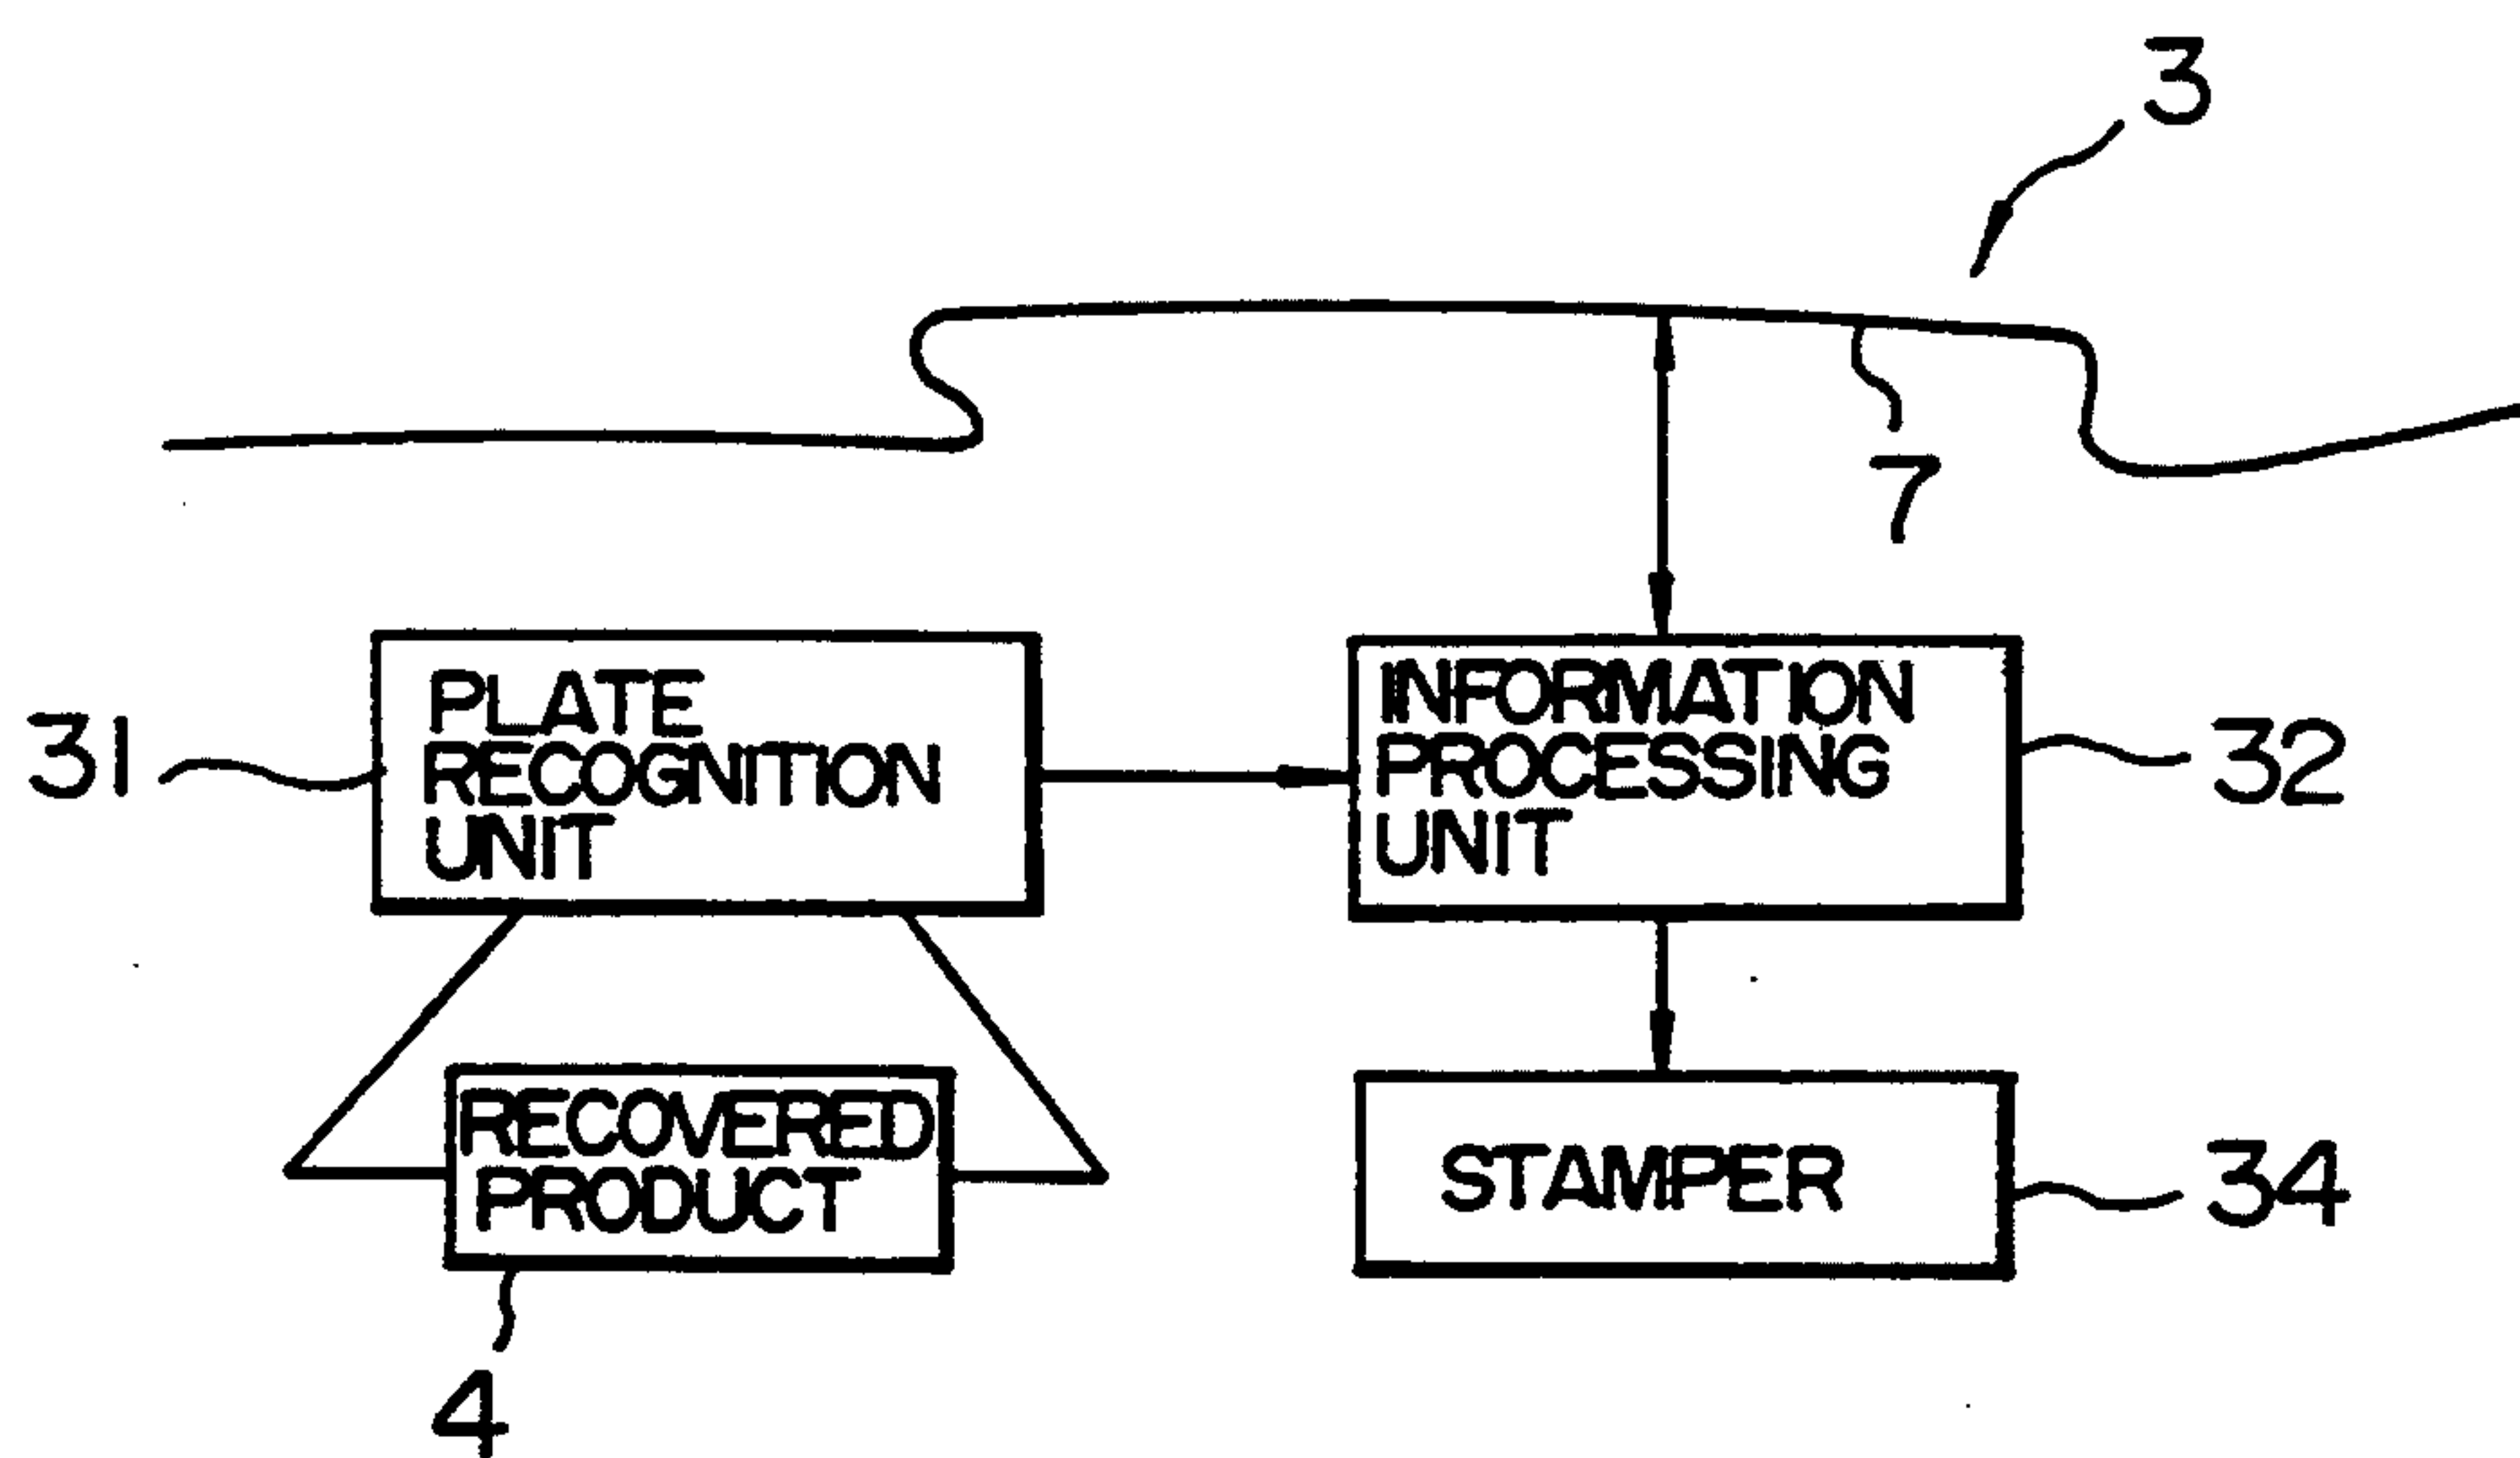 3
7
31
PLATE
RECOGNITION
UNIT
INFORMATION
PROCESSING
UNIT
32
RECOVERED
PRODUCT
4
STAMPER
34